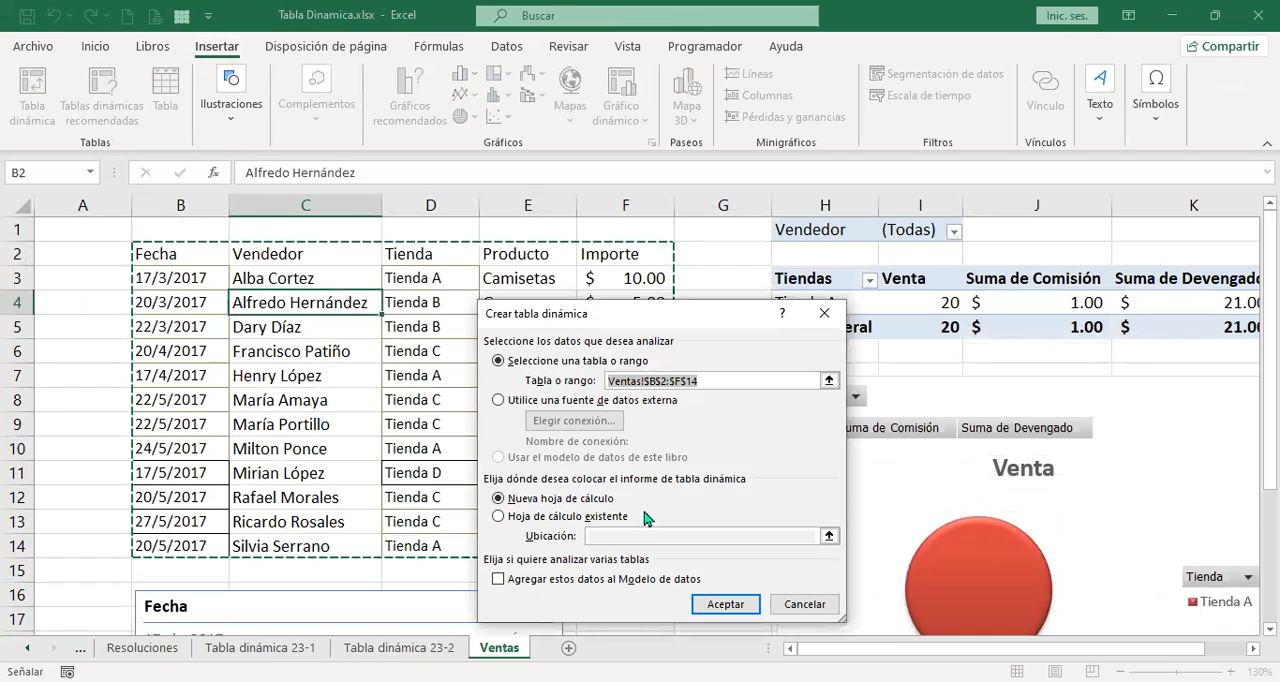 Tabla Dinamica.xlsx - Excel
Buscar
Inic. ses.
Archivo Inicio Libros Insertar Disposición de página Fórmulas Datos Revisar Vista Programador Ayuda Compartir
Tabla dinámica
Tablas dinámicas recomendadas
Tabla
Ilustraciones
Complementos
Gráficos recomendados
Mapas
Gráfico dinámico
Mapa 3D
Líneas
Columnas
Pérdidas y ganancias
Segmentación de datos
Escala de tiempo
Vínculo
Texto
Símbolos
Tablas Gráficos Paseos Minigráficos Filtros Vínculos
B2 fx Alfredo Hernández
A B C D E F G H I J K
1 Vendedor (Todas)
2 Fecha Vendedor Tienda Producto Importe
3 17/3/2017 Alba Cortez Tienda A Camisetas $ 10.00 Tiendas Venta Suma de Comisión Suma de Devengado
4 20/3/2017 Alfredo Hernández Tienda B 20 $ 1.00 $ 21.00
5 22/3/2017 Dary Díaz Tienda B eral 20 $ 1.00 $ 21.00
6 20/4/2017 Francisco Patiño Tienda C
7 17/4/2017 Henry López Tienda A
8 22/5/2017 María Amaya Tienda C
9 22/5/2017 María Portillo Tienda C
10 24/5/2017 Milton Ponce Tienda A
11 17/5/2017 Mirian López Tienda D
12 20/5/2017 Rafael Morales Tienda C
13 27/5/2017 Ricardo Rosales Tienda C
14 20/5/2017 Silvia Serrano Tienda A
15
16 Fecha
17
Crear tabla dinámica ?
Seleccione los datos que desea analizar
Seleccione una tabla o rango
Tabla o rango: Ventas!$B$2:$F$14
Utilice una fuente de datos externa
Elegir conexión...
Nombre de conexión:
Usar el modelo de datos de este libro
Elija dónde desea colocar el informe de tabla dinámica
Nueva hoja de cálculo
Hoja de cálculo existente
Ubicación:
Elija si quiere analizar varias tablas
Agregar estos datos al Modelo de datos
Aceptar Cancelar
uma de Comisión Suma de Devengado
Venta
Tienda
Tienda A
... Resoluciones Tabla dinámica 23-1 Tabla dinámica 23-2 Ventas
Señalar 130%